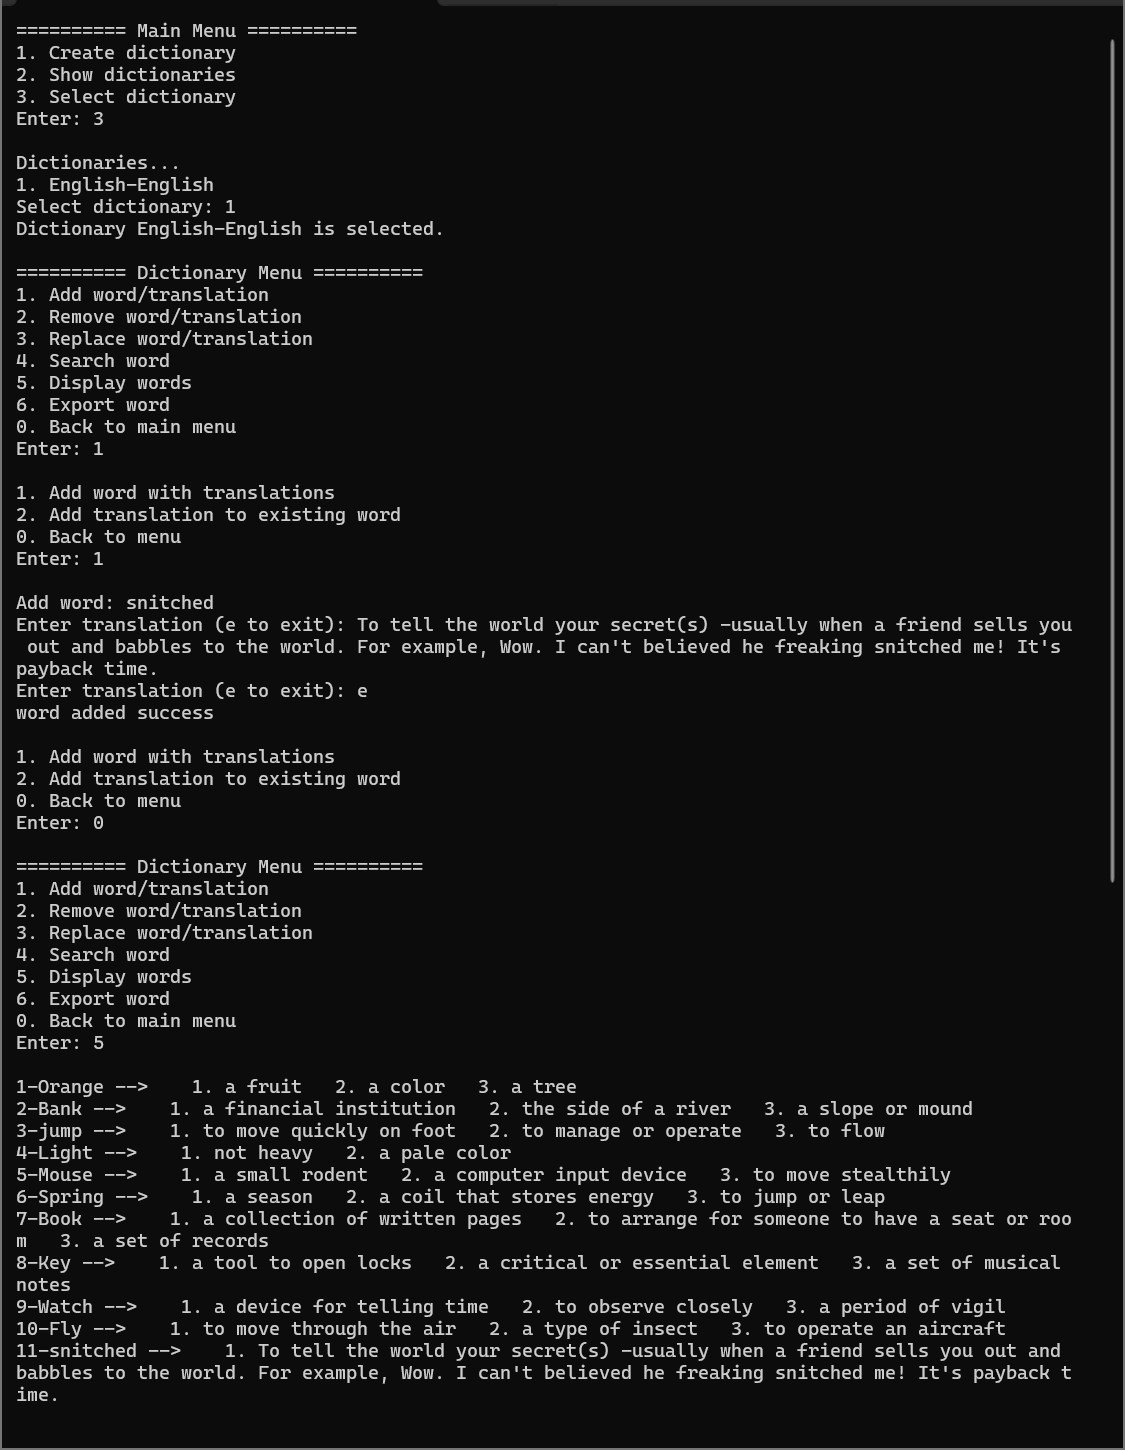 ========== Main Menu ==========
1. Create dictionary
2. Show dictionaries
3. Select dictionary
Enter: 3
Dictionaries...
1. English-English
Select dictionary: 1
Dictionary English-English is selected.
========== Dictionary Menu ==========
1. Add word/translation
2. Remove word/translation
3. Replace word/translation
4. Search word
5. Display words
6. Export word
0. Back to main menu
Enter: 1
1. Add word with translations
2. Add translation to existing word
0. Back to menu
Enter: 1
Add word: snitched
Enter translation (e to exit): To tell the world your secret(s) -usually when a friend sells you
 out and babbles to the world. For example, Wow. I can't believed he freaking snitched me! It's
payback time.
Enter translation (e to exit): e
word added success
1. Add word with translations
2. Add translation to existing word
0. Back to menu
Enter: 0
========== Dictionary Menu ==========
1. Add word/translation
2. Remove word/translation
3. Replace word/translation
4. Search word
5. Display words
6. Export word
0. Back to main menu
Enter: 5
1-Orange -->    1. a fruit   2. a color   3. a tree
2-Bank -->    1. a financial institution   2. the side of a river   3. a slope or mound
3-jump -->    1. to move quickly on foot   2. to manage or operate   3. to flow
4-Light -->    1. not heavy   2. a pale color
5-Mouse -->    1. a small rodent   2. a computer input device   3. to move stealthily
6-Spring -->    1. a season   2. a coil that stores energy   3. to jump or leap
7-Book -->    1. a collection of written pages   2. to arrange for someone to have a seat or roo
m   3. a set of records
8-Key -->    1. a tool to open locks   2. a critical or essential element   3. a set of musical
notes
9-Watch -->    1. a device for telling time   2. to observe closely   3. a period of vigil
10-Fly -->    1. to move through the air   2. a type of insect   3. to operate an aircraft
11-snitched -->    1. To tell the world your secret(s) -usually when a friend sells you out and
babbles to the world. For example, Wow. I can't believed he freaking snitched me! It's payback t
ime.